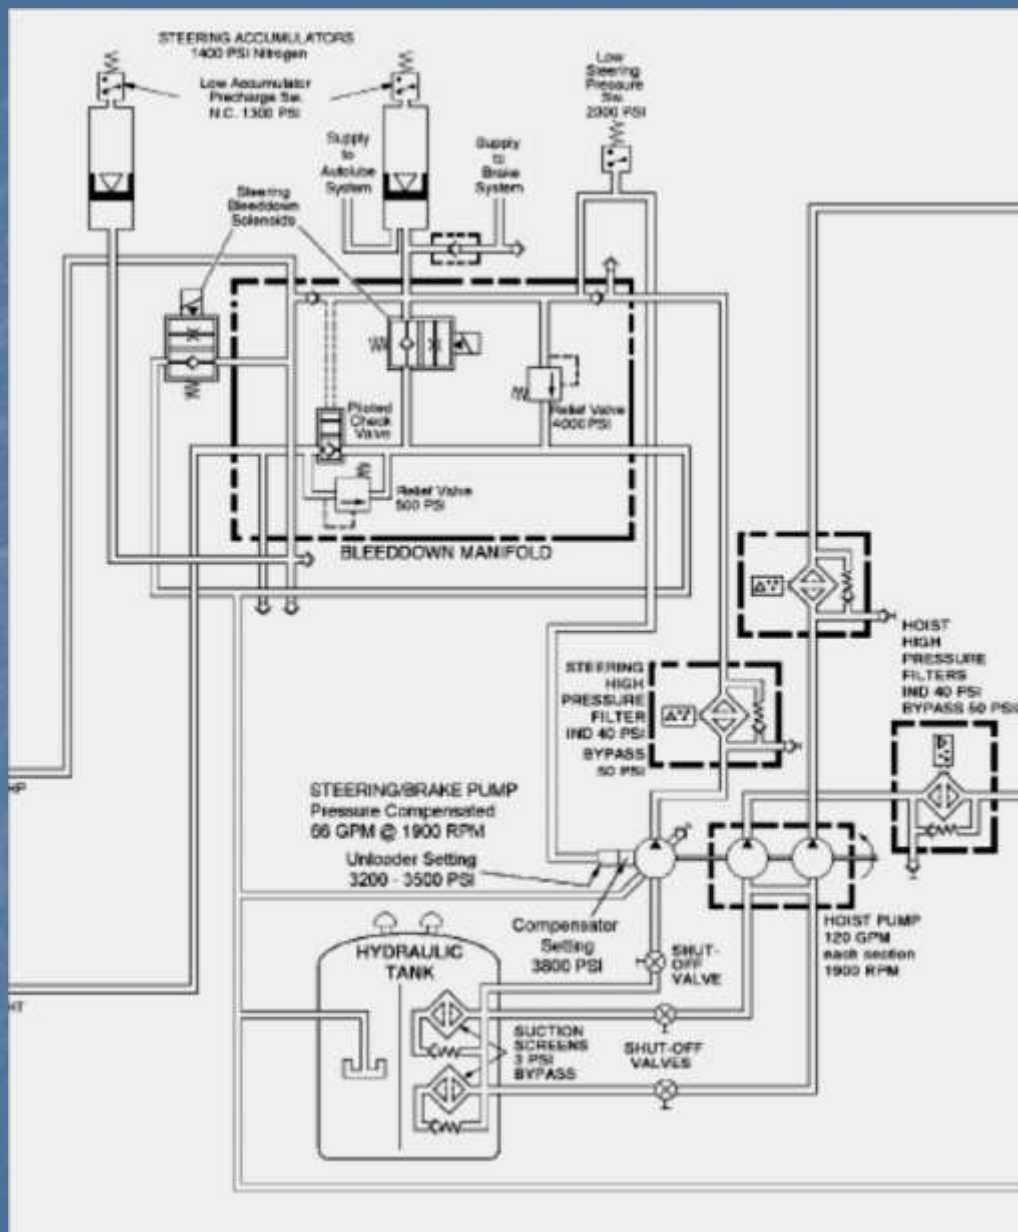 STEERING ACCUMULATORS
1400 PSI Nitrogen
Low Accumulator
Precharge Sw.
N.C. 1300 PSI
Low
Steering
Pressure
Sw.
2300 PSI
Supply
to
Autolube
System
Supply
to
Brake
System
Steering
Bleeddown
Solenoids
Piloted
Check
Valve
Relief Valve
4000 PSI
Relief Valve
500 PSI
BLEEDDOWN MANIFOLD
HOIST
HIGH
PRESSURE
FILTERS
IND 40 PSI
BYPASS 50 PSI
STEERING
HIGH
PRESSURE
FILTER
IND 40 PSI
BYPASS
50 PSI
HP
STEERING/BRAKE PUMP
Pressure Compensated
66 GPM @ 1900 RPM
Unloader Setting
3200 - 3500 PSI
Compensator
Setting
3800 PSI
HOIST PUMP
120 GPM
each section
1900 RPM
HYDRAULIC
TANK
SHUT-
OFF
VALVE
HT
SUCTION
SCREENS
3 PSI
BYPASS
SHUT-OFF
VALVES